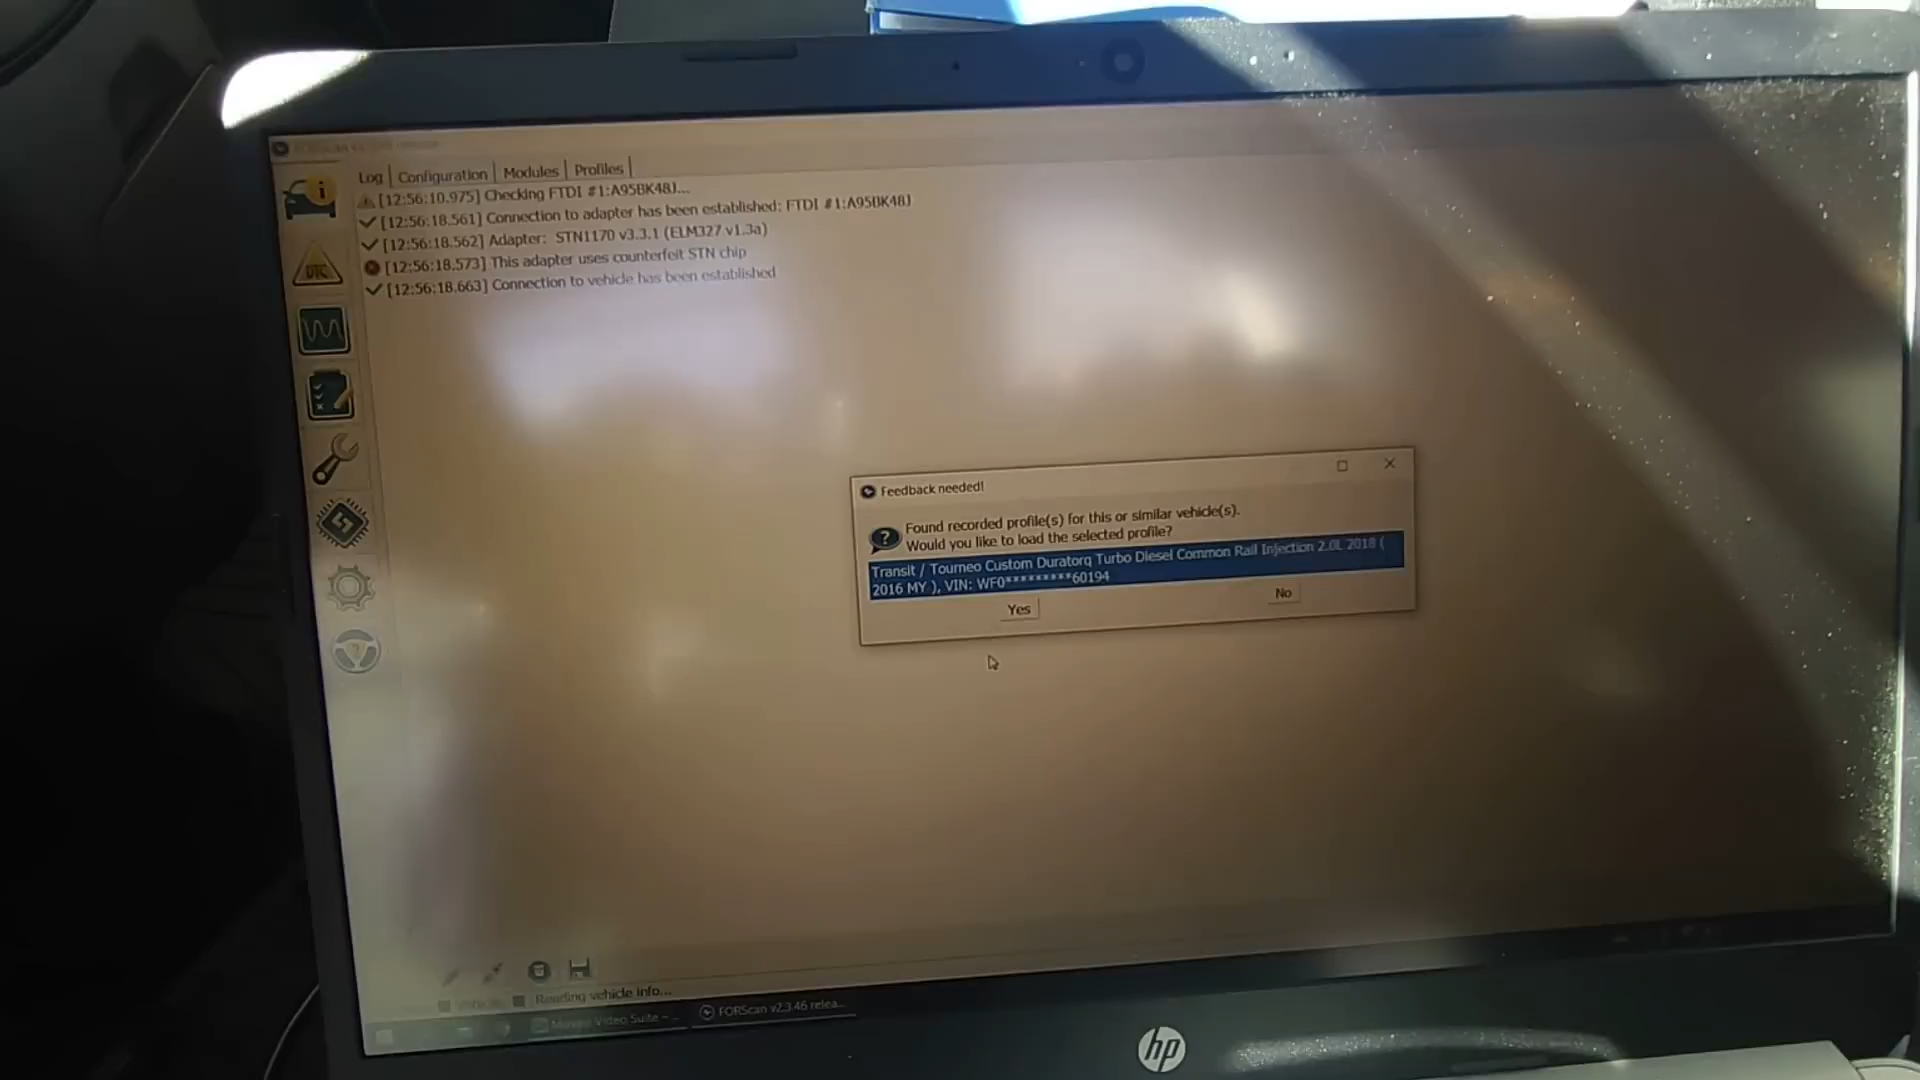 Log
Configuration
Modules
Profiles
[12:56:10.975] Checking FTDI #1:A95BK48J...
[12:56:18.561] Connection to adapter has been established: FTDI #1:A95BK48J
[12:56:18.562] Adapter: STN1170 v3.3.1 (ELM327 v1.3a)
[12:56:18.573] This adapter uses counterfeit STN chip
[12:56:18.663] Connection to vehicle has been established
DTC
Feedback needed!
Found recorded profile(s) for this or similar vehicle(s).
Would you like to load the selected profile?
Transit / Tourneo Custom Duratorq Turbo Diesel Common Rail Injection 2.0L 2018 (
2016 MY ), VIN: WF0*********60194
Yes
No
Reading vehicle info...
Movavi Video Suite - ...
FORScan v2.3.46 relea...
hp